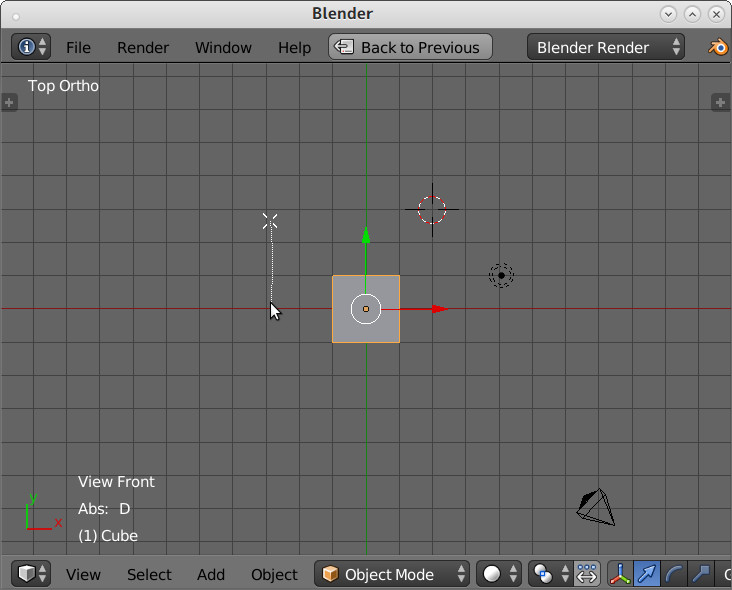 Blender
File Render Window Help Back to Previous Blender Render
Top Ortho
View Front
Abs: D
(1) Cube
y
x
View Select Add Object Object Mode